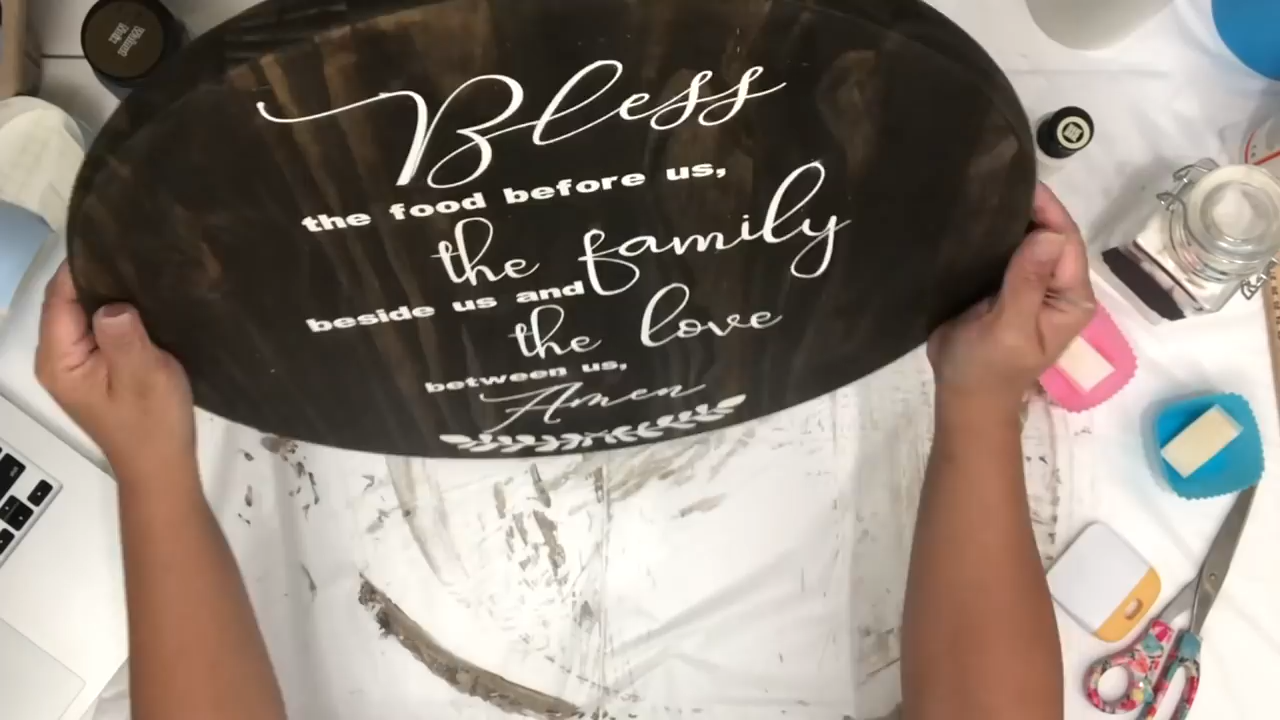 Bless
the food before us,
the family
beside us and
the love
between us,
Amen